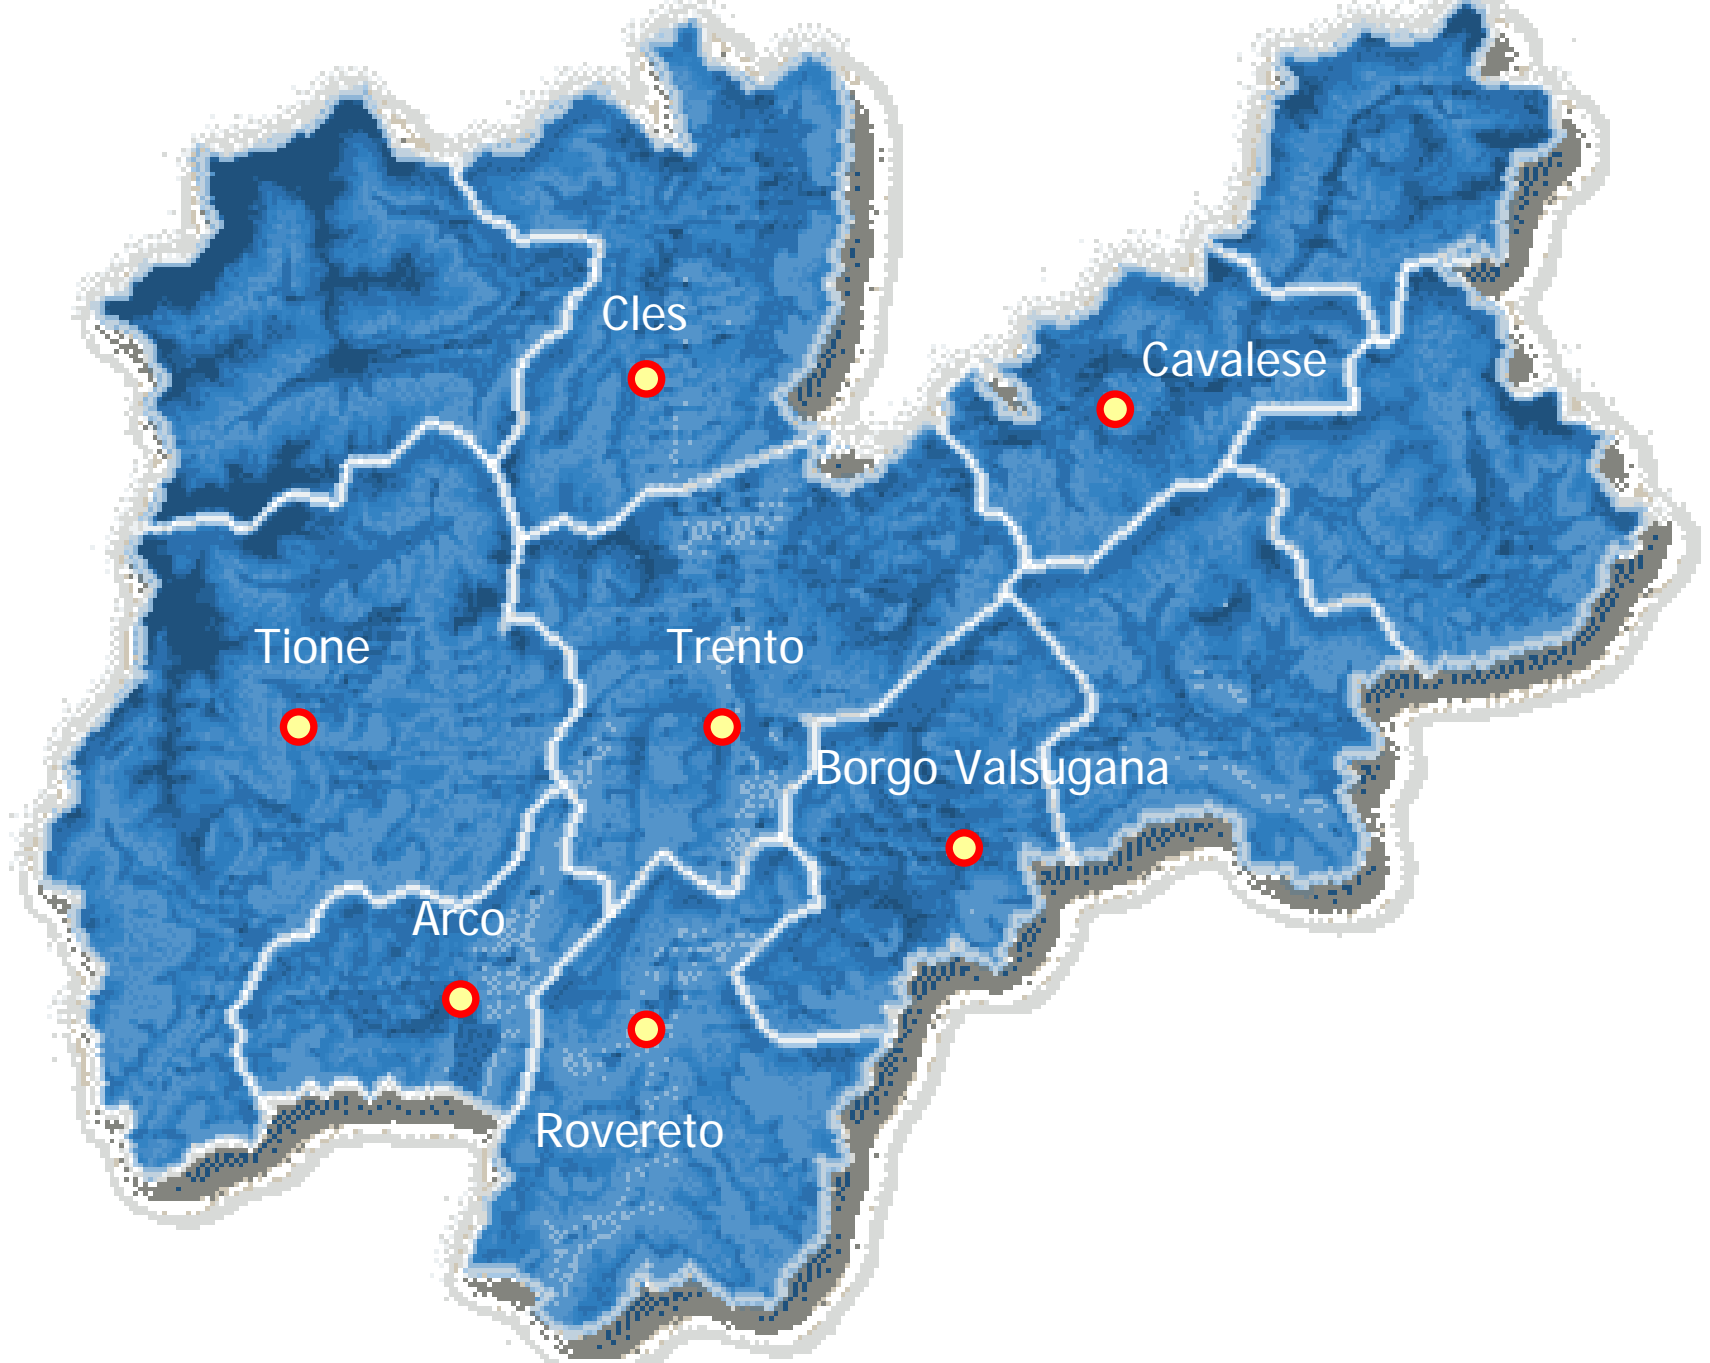 Cles
Cavalese
Tione
Trento
Borgo Valsugana
Arco
Rovereto